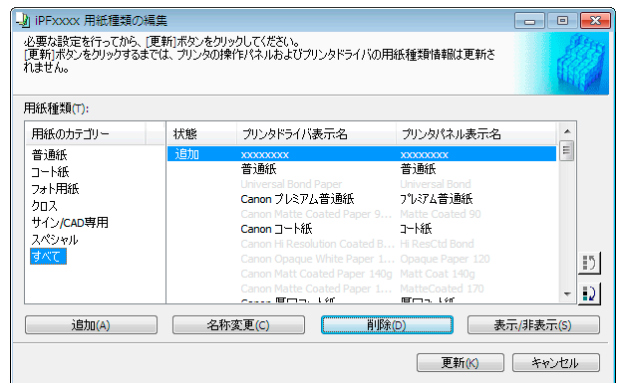 iPFxxxx 用紙種類の編集
必要な設定を行ってから、[更新]ボタンをクリックしてください。
[更新]ボタンをクリックするまでは、プリンタの操作パネルおよびプリンタドライバの用紙種類情報は更新さ
れません。
用紙種類(T):
用紙のカテゴリー 状態 プリンタドライバ表示名 プリンタパネル表示名
普通紙
コート紙
フォト用紙
クロス
サイン/CAD専用
スペシャル
すべて
追加 xxxxxxxx xxxxxxxx
普通紙 普通紙
Universal Bond Paper Universal Bond
Canon プレミアム普通紙 プレミアム普通紙
Canon Matte Coated Paper 9... Matte Coated 90
Canon コート紙 コート紙
Canon Hi Resolution Coated B... Hi ResCtd Bond
Canon Opaque White Paper 1... Opaque Paper 120
Canon Matt Coated Paper 140g Matt Coat 140g
Canon Matte Coated Paper 1... MatteCoated 170
Canon 厚口コート紙 厚口コート紙
追加(A) 名称変更(C) 削除(D) 表示/非表示(S)
更新(K) キャンセル